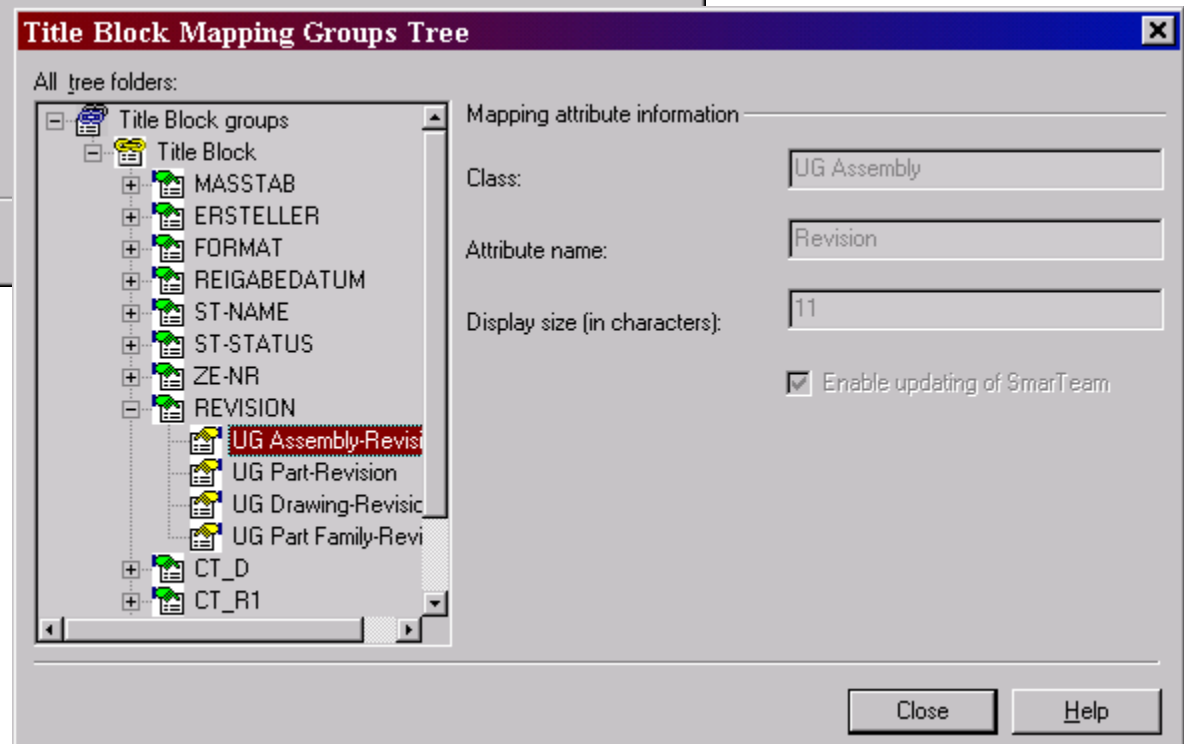 Title Block Mapping Groups Tree
All tree folders:
Title Block groups
Title Block
MASSTAB
ERSTELLER
FORMAT
REIGABEDATUM
ST-NAME
ST-STATUS
ZE-NR
REVISION
UG Assembly-Revisi
UG Part-Revision
UG Drawing-Revisic
UG Part Family-Revi
CT_D
CT_R1
Mapping attribute information
Class:
UG Assembly
Attribute name:
Revision
Display size (in characters):
11
Enable updating of SmarTeam
Close
Help